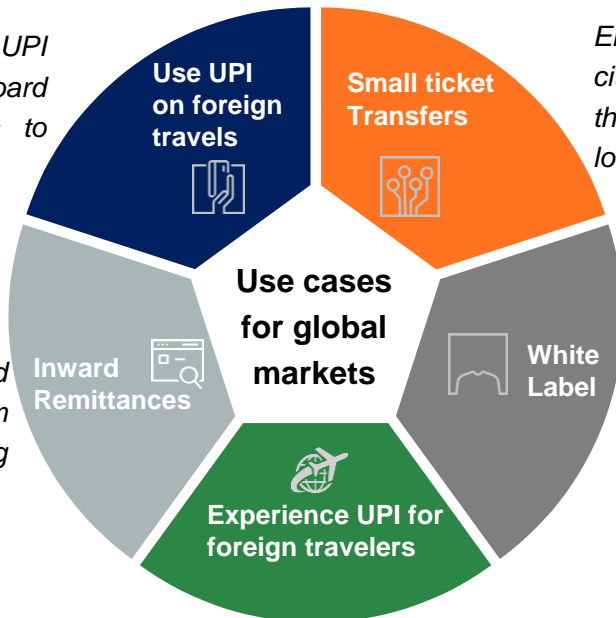 UPI
oard
to
Use UPI
on foreign
travels
Small ticket
Transfers
Use cases
for global
markets
Inward
Remittances
White
Label
Experience UPI for
foreign travelers